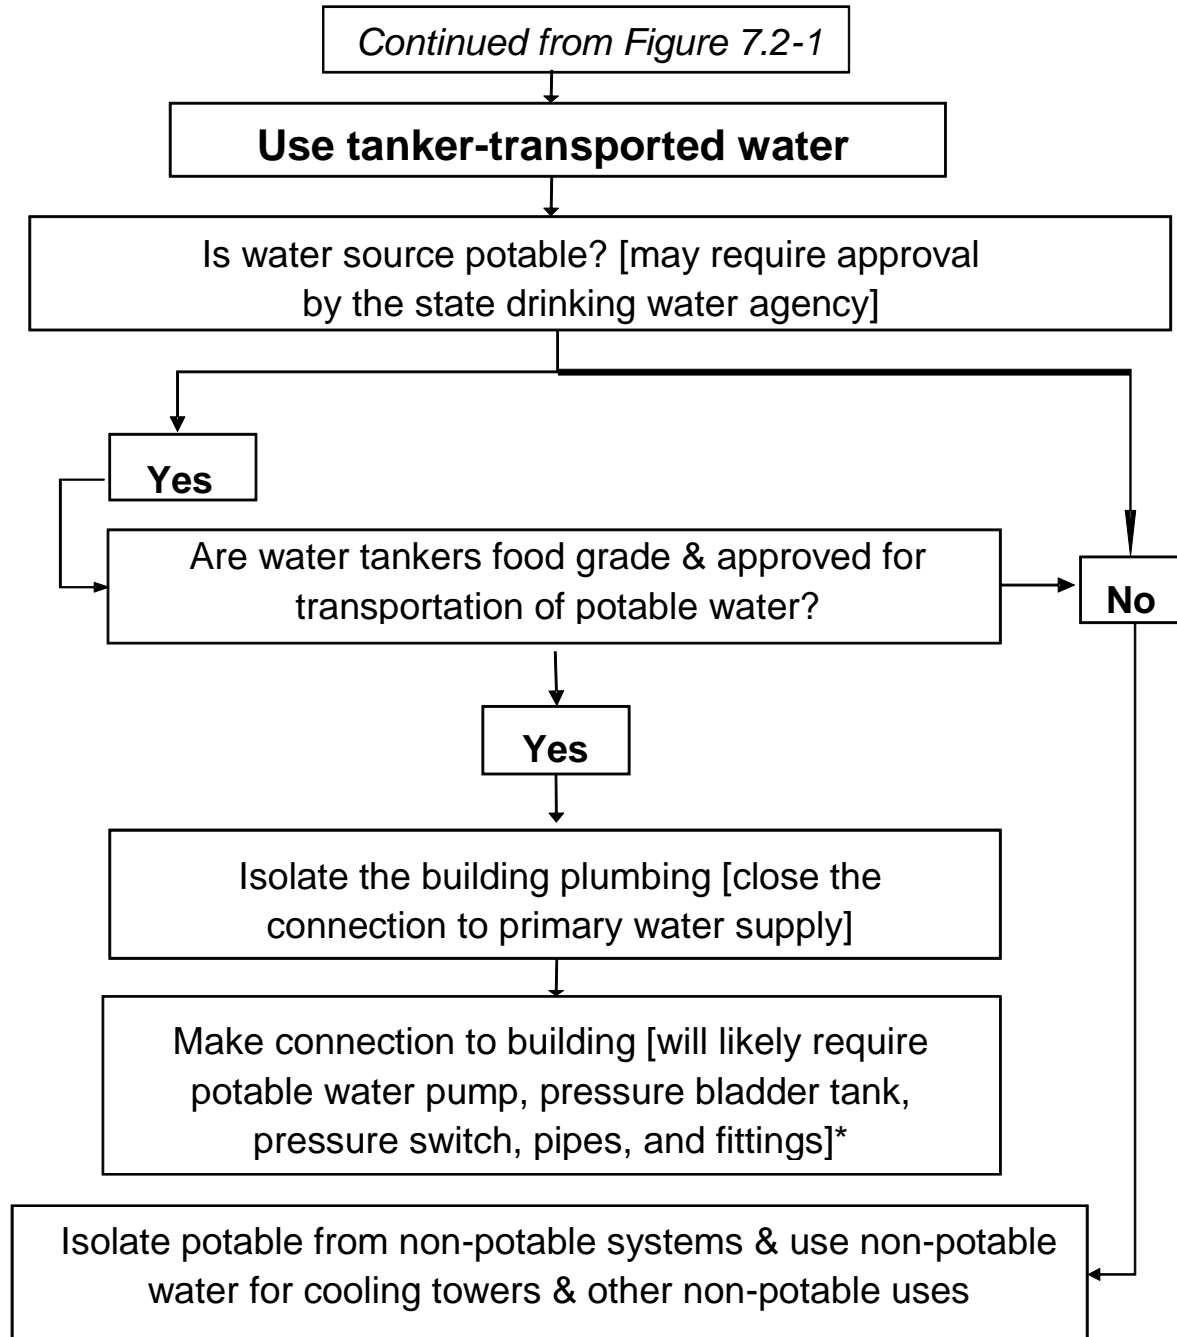 Continued from Figure 7.2-1
Use tanker-transported water
Is water source potable? [may require approval
by the state drinking water agency]
Yes
Are water tankers food grade & approved for
transportation of potable water?
No
Yes
Isolate the building plumbing [close the
connection to primary water supply]
Make connection to building [will likely require
potable water pump, pressure bladder tank,
pressure switch, pipes, and fittings]*
Isolate potable from non-potable systems & use non-potable
water for cooling towers & other non-potable uses